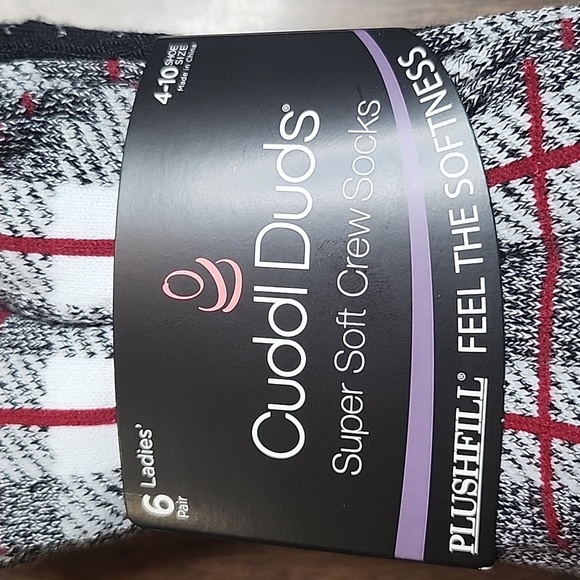 6 Ladies'
Pair
4-10 SHOE
SIZE
Made in China
Cuddl Duds®
Super Soft Crew Socks
PLUSHFILL® FEEL THE SOFTNESS